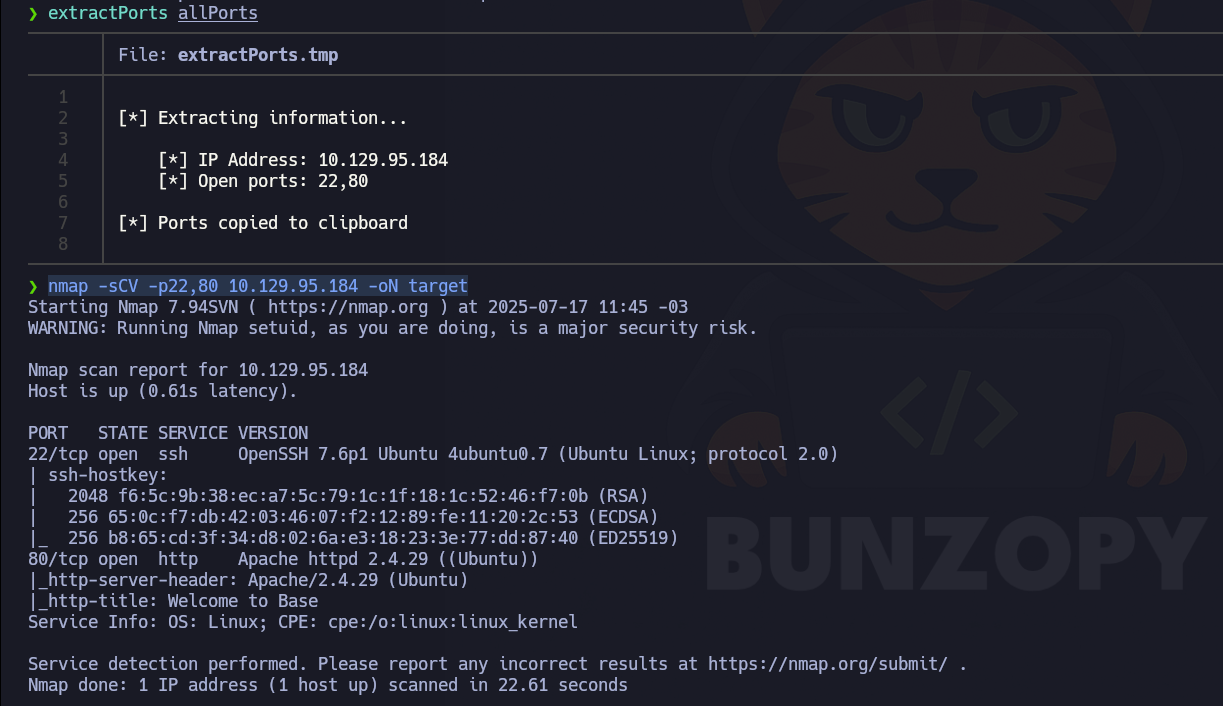 ❯ extractPorts allPorts
File: extractPorts.tmp
1
2 [*] Extracting information...
3
4 [*] IP Address: 10.129.95.184
5 [*] Open ports: 22,80
6
7 [*] Ports copied to clipboard
8
❯ nmap -sCV -p22,80 10.129.95.184 -oN target
Starting Nmap 7.94SVN ( https://nmap.org ) at 2025-07-17 11:45 -03
WARNING: Running Nmap setuid, as you are doing, is a major security risk.
Nmap scan report for 10.129.95.184
Host is up (0.61s latency).
PORT   STATE SERVICE VERSION
22/tcp open  ssh     OpenSSH 7.6p1 Ubuntu 4ubuntu0.7 (Ubuntu Linux; protocol 2.0)
| ssh-hostkey:
|   2048 f6:5c:9b:38:ec:a7:5c:79:1c:1f:18:1c:52:46:f7:0b (RSA)
|   256 65:0c:f7:db:42:03:46:07:f2:12:89:fe:11:20:2c:53 (ECDSA)
|_  256 b8:65:cd:3f:34:d8:02:6a:e3:18:23:3e:77:dd:87:40 (ED25519)
80/tcp open  http    Apache httpd 2.4.29 ((Ubuntu))
|_http-server-header: Apache/2.4.29 (Ubuntu)
|_http-title: Welcome to Base
Service Info: OS: Linux; CPE: cpe:/o:linux:linux_kernel
Service detection performed. Please report any incorrect results at https://nmap.org/submit/ .
Nmap done: 1 IP address (1 host up) scanned in 22.61 seconds
</> 
BUNZOPY